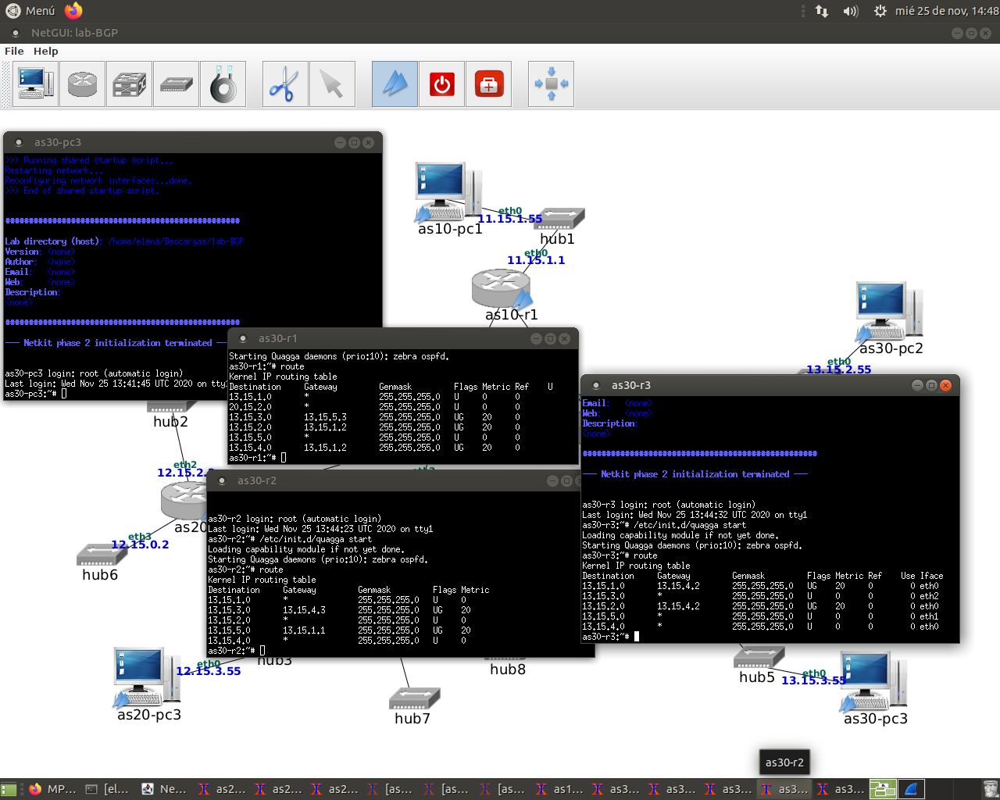 Menú
mié 25 de nov, 14:48
NetGUI: lab-BGP
File Help
as30-pc3
>>> Running shared startup script...
Restarting network...
Reconfiguring network interfaces...done.
>>> End of shared startup script.
##################################################
Lab directory (host): /home/elena/Descargas/lab-BGP
Version: <none>
Author: <none>
Email: <none>
Web: <none>
Description:
<none>
##################################################
--- Netkit phase 2 initialization terminated --
as30-pc3 login: root (automatic login)
Last login: Wed Nov 25 13:41:45 UTC 2020 on tty1
as30-pc3:~#
eth0
11.15.1.55
as10-pc1
hub1
eth0
11.15.1.1
as10-r1
as30-pc2
eth0
13.15.2.55
as30-r1
Starting Quagga daemons (prio:10): zebra ospfd.
as30-r1:~# route
Kernel IP routing table
Destination Gateway Genmask Flags Metric Ref U
13.15.1.0 * 255.255.255.0 U 0 0
20.15.2.0 * 255.255.255.0 U 0 0
13.15.3.0 13.15.5.3 255.255.255.0 UG 20 0
13.15.2.0 13.15.1.2 255.255.255.0 UG 20 0
13.15.5.0 * 255.255.255.0 U 0 0
13.15.4.0 13.15.1.2 255.255.255.0 UG 20 0
as30-r1:~#
as30-r3
Email: <none>
Web: <none>
Description:
<none>
##################################################
--- Netkit phase 2 initialization terminated ---
as30-r3 login: root (automatic login)
Last login: Wed Nov 25 13:44:32 UTC 2020 on tty1
as30-r3:~# /etc/init.d/quagga start
Loading capability module if not yet done.
Starting Quagga daemons (prio:10): zebra ospfd.
as30-r3:~# route
Kernel IP routing table
Destination Gateway Genmask Flags Metric Ref Use Iface
13.15.1.0 13.15.4.2 255.255.255.0 UG 20 0 0 eth0
13.15.3.0 * 255.255.255.0 U 0 0 0 eth2
13.15.2.0 13.15.4.2 255.255.255.0 UG 20 0 0 eth0
13.15.5.0 * 255.255.255.0 U 0 0 0 eth1
13.15.4.0 * 255.255.255.0 U 0 0 0 eth0
as30-r3:~#
hub2
eth2
12.15.2.
as20
eth3
12.15.0.2
hub6
as30-r2
as30-r2 login: root (automatic login)
Last login: Wed Nov 25 13:44:23 UTC 2020 on tty1
as30-r2:~# /etc/init.d/quagga start
Loading capability module if not yet done.
Starting Quagga daemons (prio:10): zebra ospfd.
as30-r2:~# route
Kernel IP routing table
Destination Gateway Genmask Flags Metric
13.15.1.0 * 255.255.255.0 U 0
13.15.3.0 13.15.4.3 255.255.255.0 UG 20
13.15.2.0 * 255.255.255.0 U 0
13.15.5.0 13.15.1.1 255.255.255.0 UG 20
13.15.4.0 * 255.255.255.0 U 0
as30-r2:~#
eth0
12.15.3.55
as20-pc3
hub3
hub8
hub7
hub5
eth0
13.15.3.55
as30-pc3
as30-r2
MP... [el... Ne... as2... as2... as2... [as... [as... [as... as1... as3... as3... as3... as3... as3...